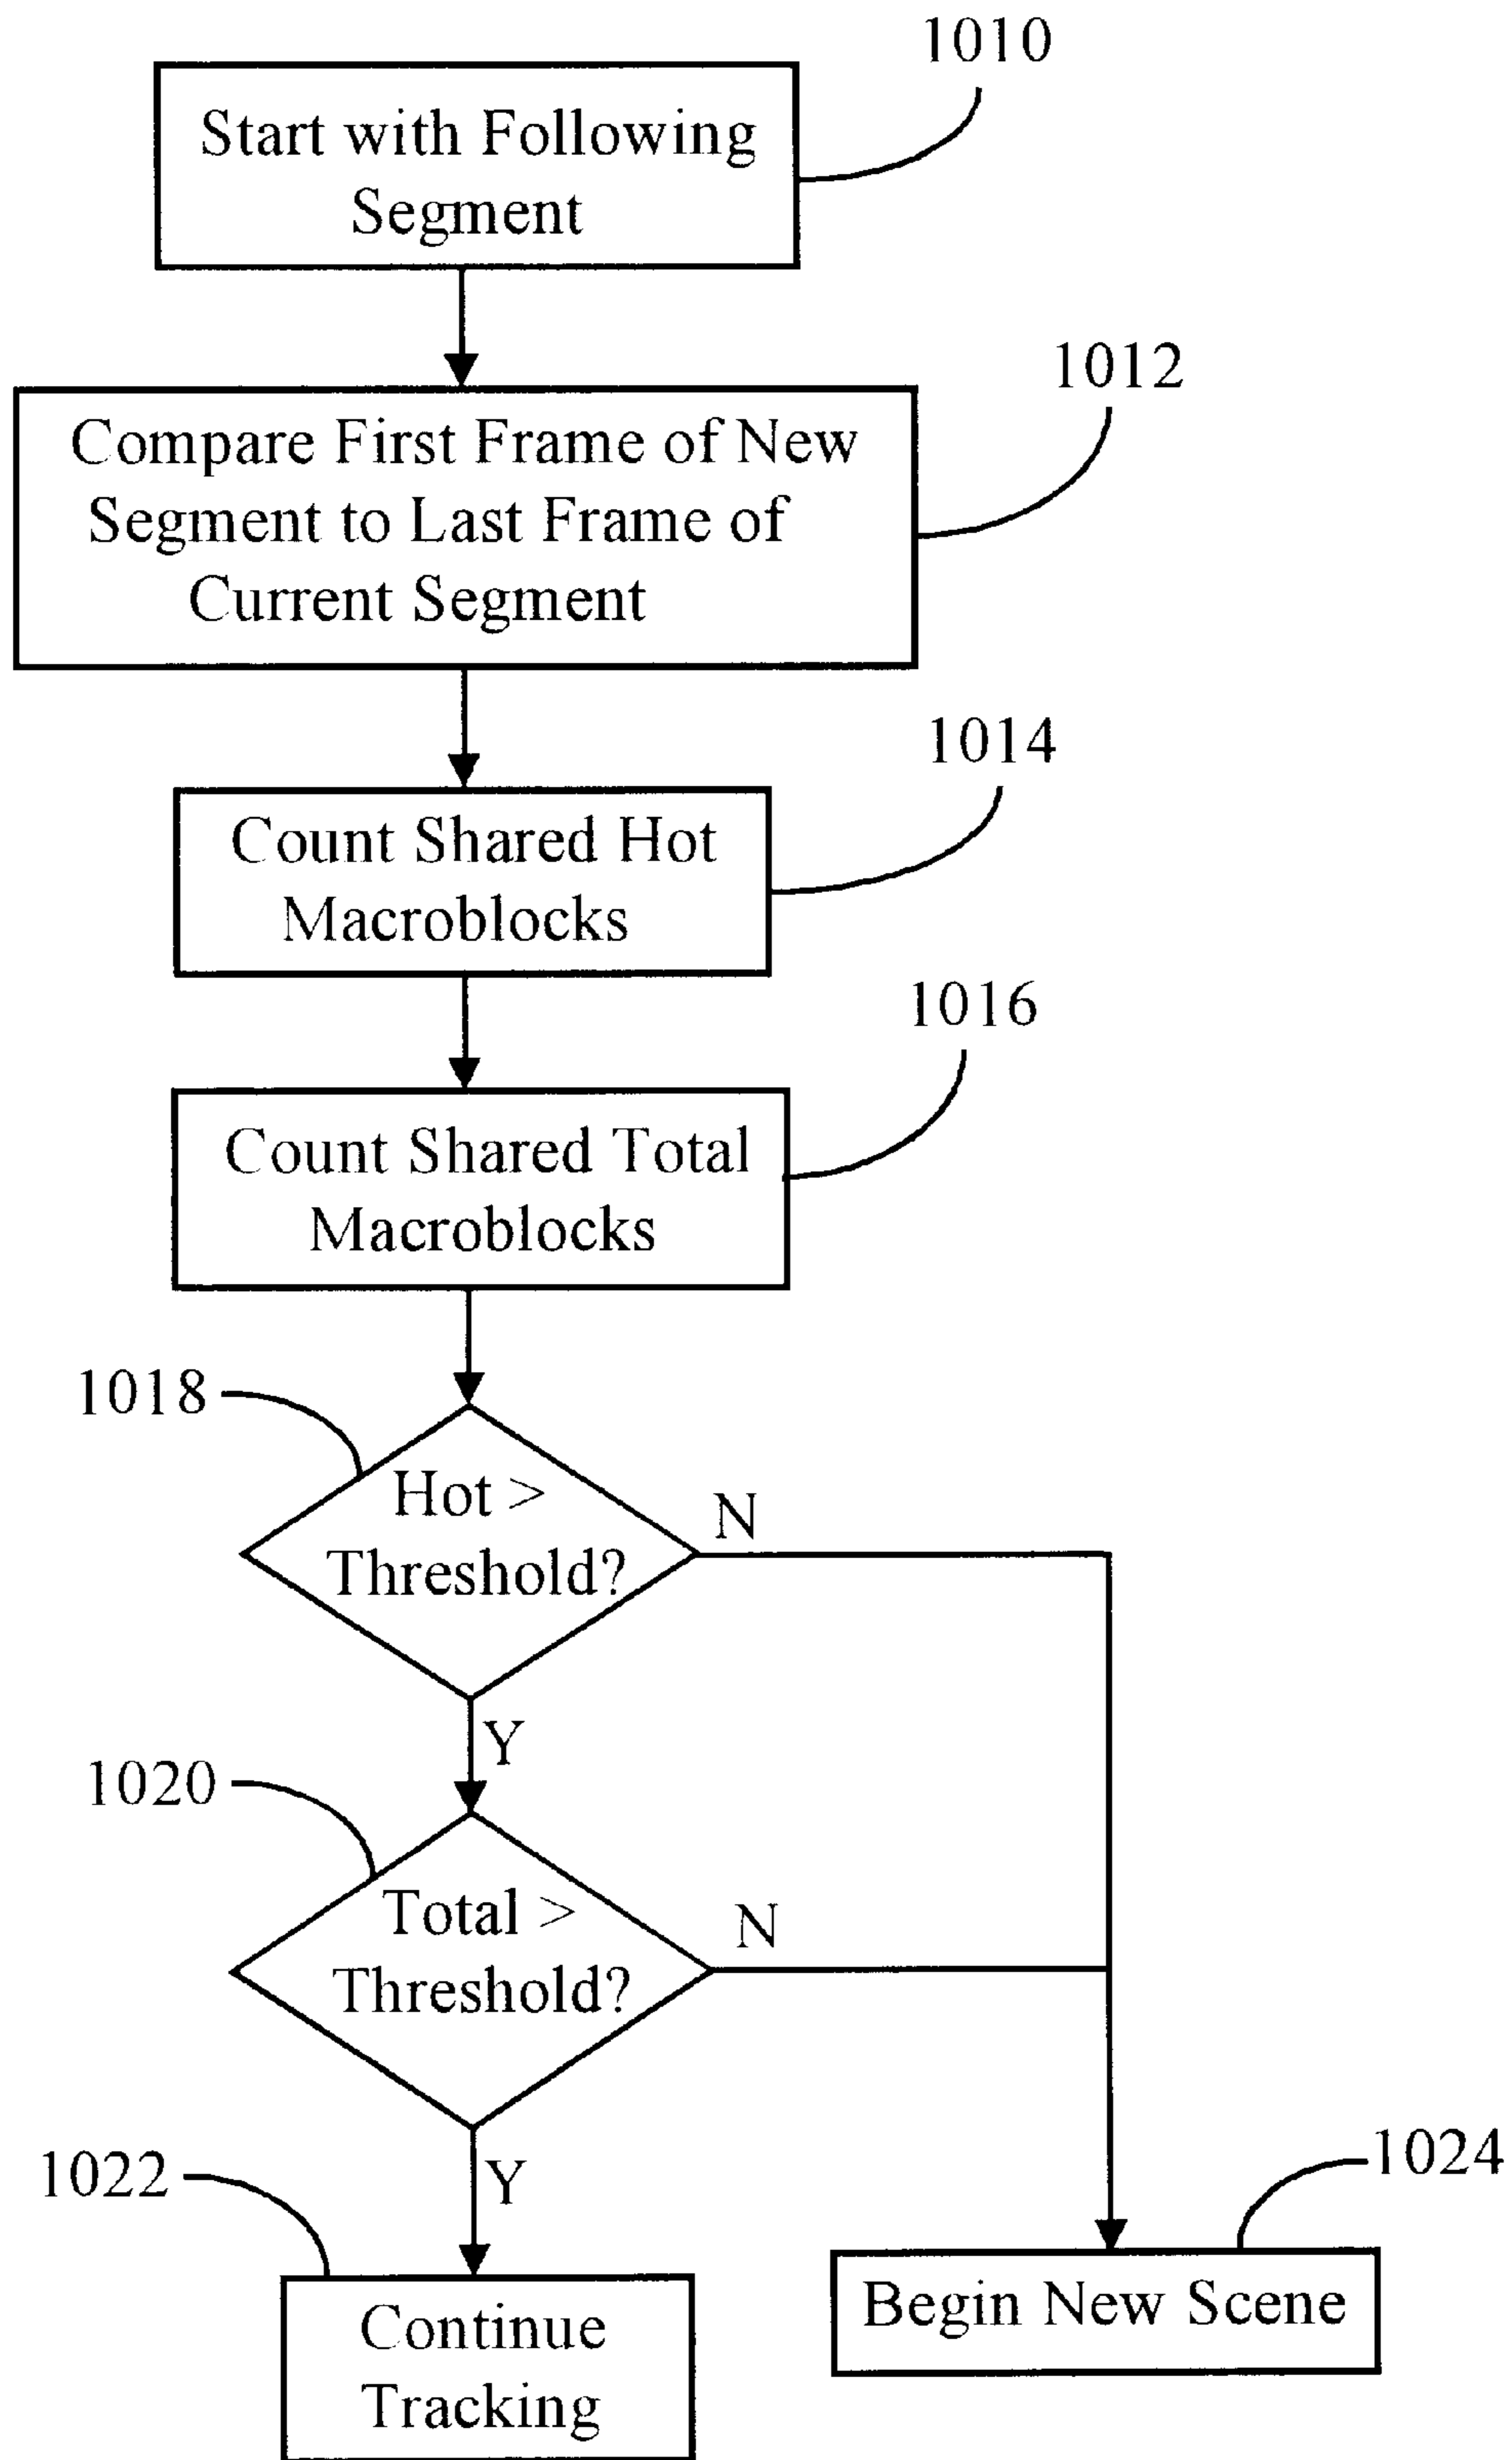 1010
Start with Following
Segment
1012
Compare First Frame of New
Segment to Last Frame of
Current Segment
1014
Count Shared Hot
Macroblocks
1016
Count Shared Total
Macroblocks
1018
Hot >
Threshold?
N
Y
1020
Total >
Threshold?
N
Y
1022
1024
Continue
Tracking
Begin New Scene